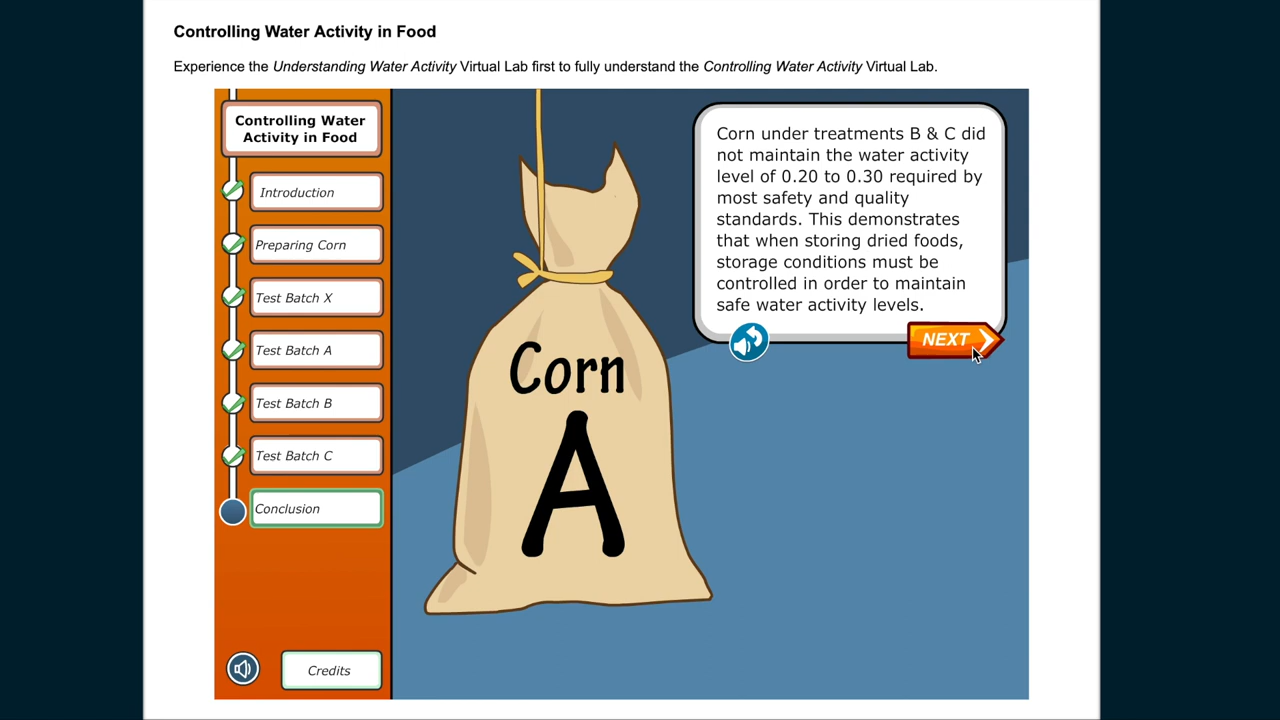 Controlling Water Activity in Food
Experience the Understanding Water Activity Virtual Lab first to fully understand the Controlling Water Activity Virtual Lab.
Controlling Water
Activity in Food
Introduction
Preparing Corn
Test Batch X
Test Batch A
Test Batch B
Test Batch C
Conclusion
Credits
Corn
A
Corn under treatments B & C did
not maintain the water activity
level of 0.20 to 0.30 required by
most safety and quality
standards. This demonstrates
that when storing dried foods,
storage conditions must be
controlled in order to maintain
safe water activity levels.
NEXT